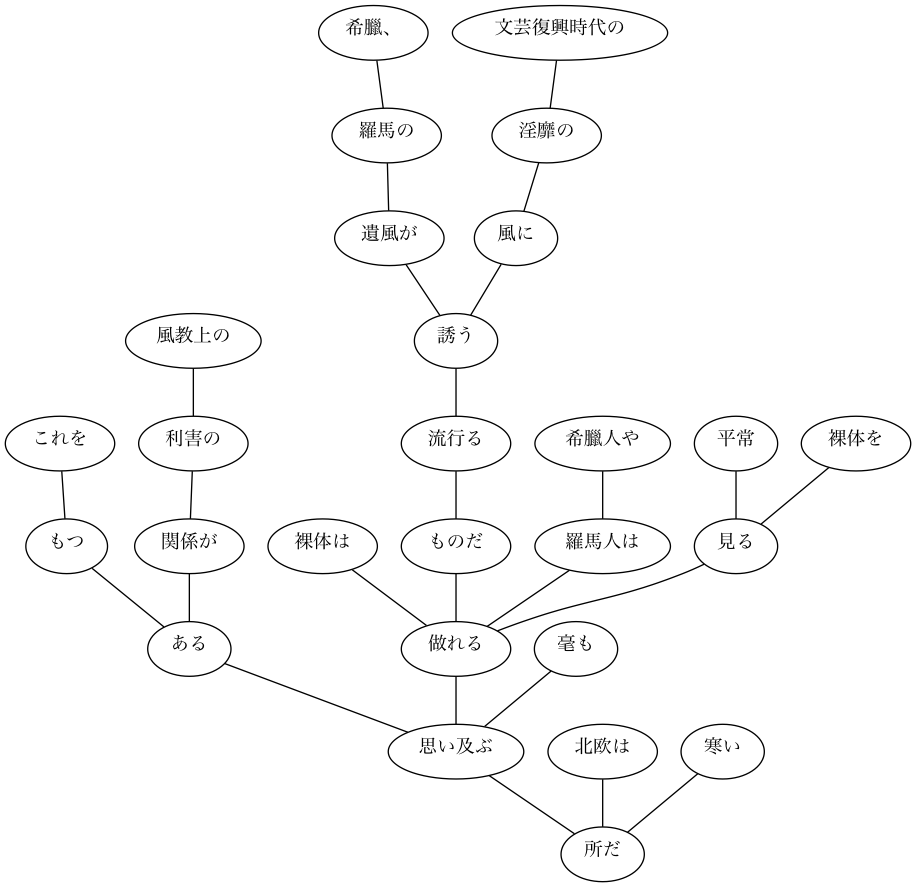 希臘、
文芸復興時代の
羅馬の
淫靡の
遺風が
風に
風教上の
誘う
これを
利害の
流行る
希臘人や
平常
裸体を
もつ
関係が
裸体は
ものだ
羅馬人は
見る
ある
做れる
毫も
思い及ぶ
北欧は
寒い
所だ